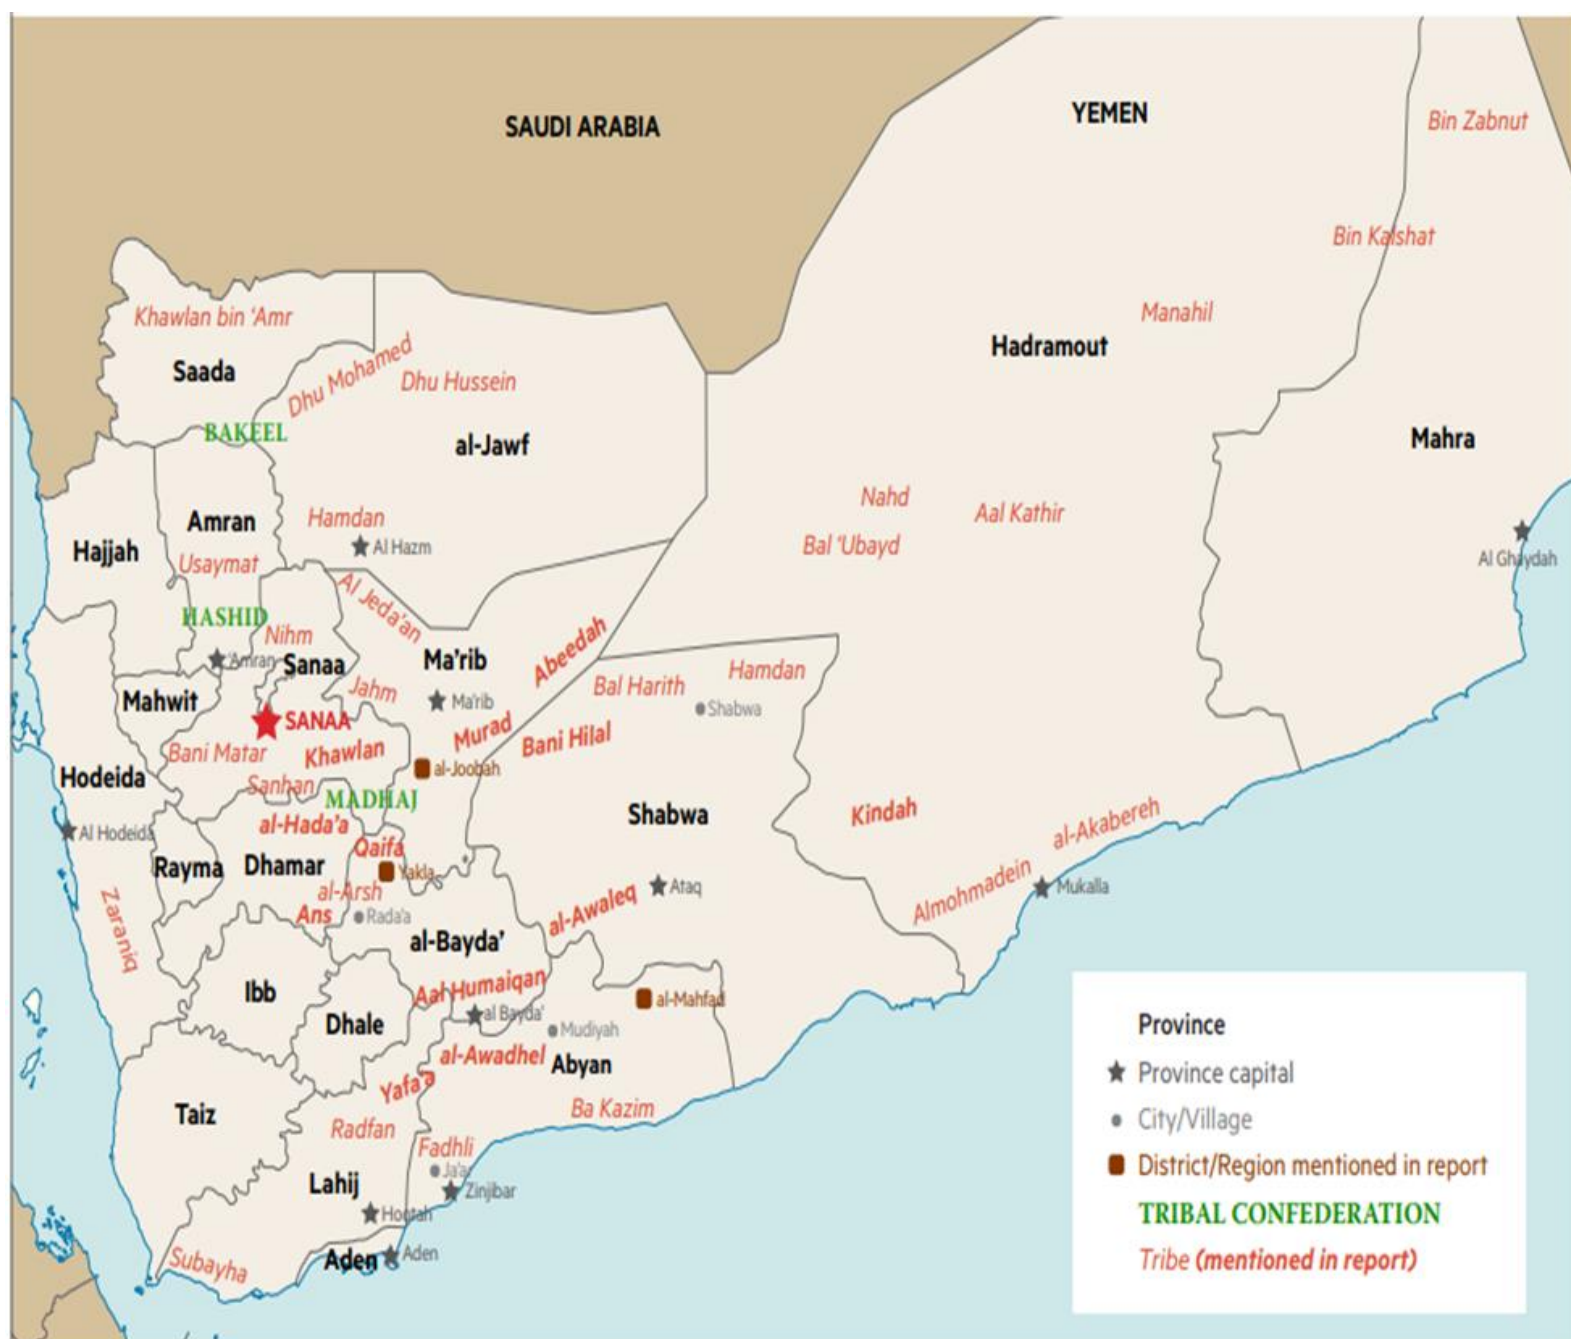 SAUDI ARABIA
YEMEN
Bin Zabnut
Bin Kalshat
Khawlan bin ‘Amr
Manahil
Saada
Dhu Mohamed
Dhu Hussein
Hadramout
BAKEEL
al-Jawf
Mahra
Nahd
Aal Kathir
Hamdan
Amran
Al Hazm
Bal ‘Ubayd
Hajjah
Usaymat
Al Ghaydah
Al Jeda’an
HASHID
Nihm
Abeedah
‘Amran
Sanaa
Ma’rib
Hamdan
Bal Harith
Jahm
Mahwit
Ma’rib
Shabwa
SANAA
Murad
Bani Hilal
Bani Matar
Khawlan
al-Joobah
Hodeida
Sanhan
MADHAJ
Shabwa
Kindah
al-Akabereh
al-Hada’a
Al Hodeida
Qaifa
Rayma
Dhamar
Yakla
al-Arsh
Ataq
Almohmadein
Mukalla
Ans
Rada’a
al-Awaleq
Zaraniq
al-Bayda’
Ibb
Aal Humaiqan
al-Mahfad
al Bayda’
Dhale
Mudiyah
al-Awadhel
Abyan
Yafa’a
Taiz
Radfan
Ba Kazim
Fadhli
Ja’ar
Lahij
Zinjibar
Hootah
Aden
Aden
Subayha
Province
Province capital
City/Village
District/Region mentioned in report
TRIBAL CONFEDERATION
Tribe (mentioned in report)